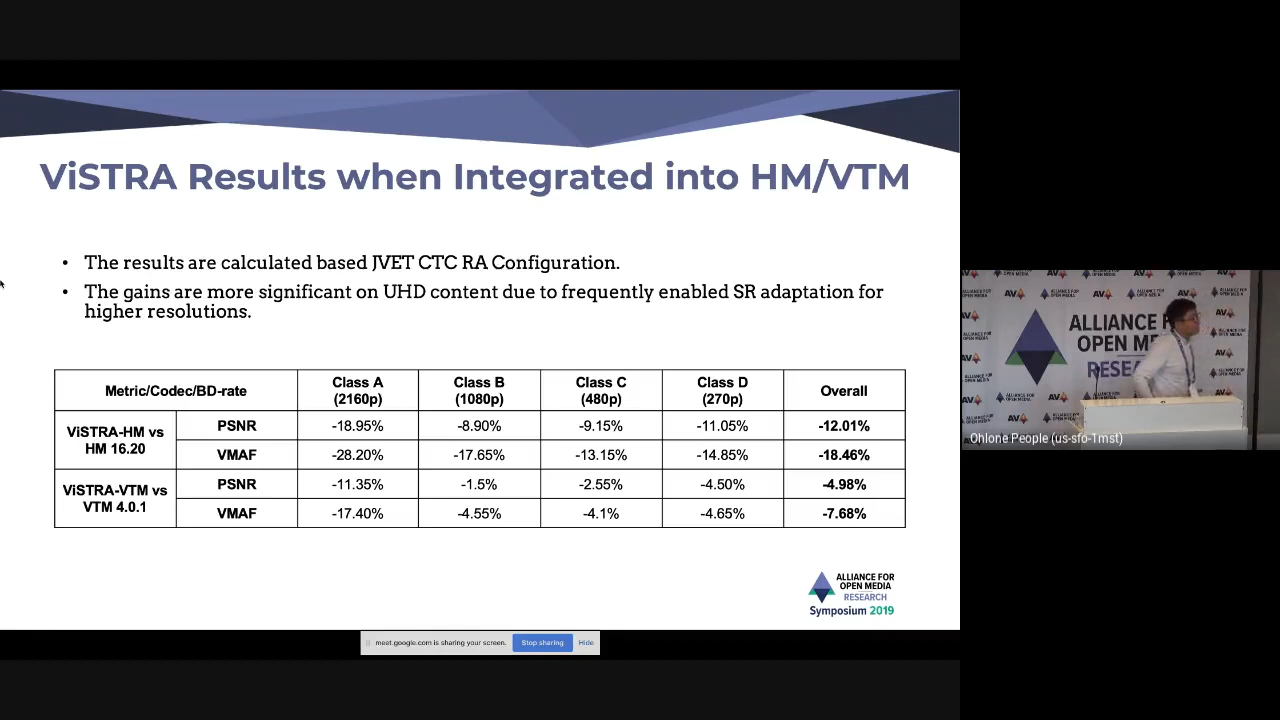 ViSTRA Results when Integrated into HM/VTM
• The results are calculated based JVET CTC RA Configuration.
• The gains are more significant on UHD content due to frequently enabled SR adaptation for
higher resolutions.
Metric/Codec/BD-rate Class A (2160p) Class B (1080p) Class C (480p) Class D (270p) Overall
ViSTRA-HM vs HM 16.20 PSNR -18.95% -8.90% -9.15% -11.05% -12.01%
VMAF -28.20% -17.65% -13.15% -14.85% -18.46%
ViSTRA-VTM vs VTM 4.0.1 PSNR -11.35% -1.5% -2.55% -4.50% -4.98%
VMAF -17.40% -4.55% -4.1% -4.65% -7.68%
ALLIANCE FOR
OPEN MEDIA
RESEARCH
Symposium 2019
meet.google.com is sharing your screen. Stop sharing Hide
ALLIANCE F
OPEN ME
RESEA
Ohlone People (us-sfo-1mst)